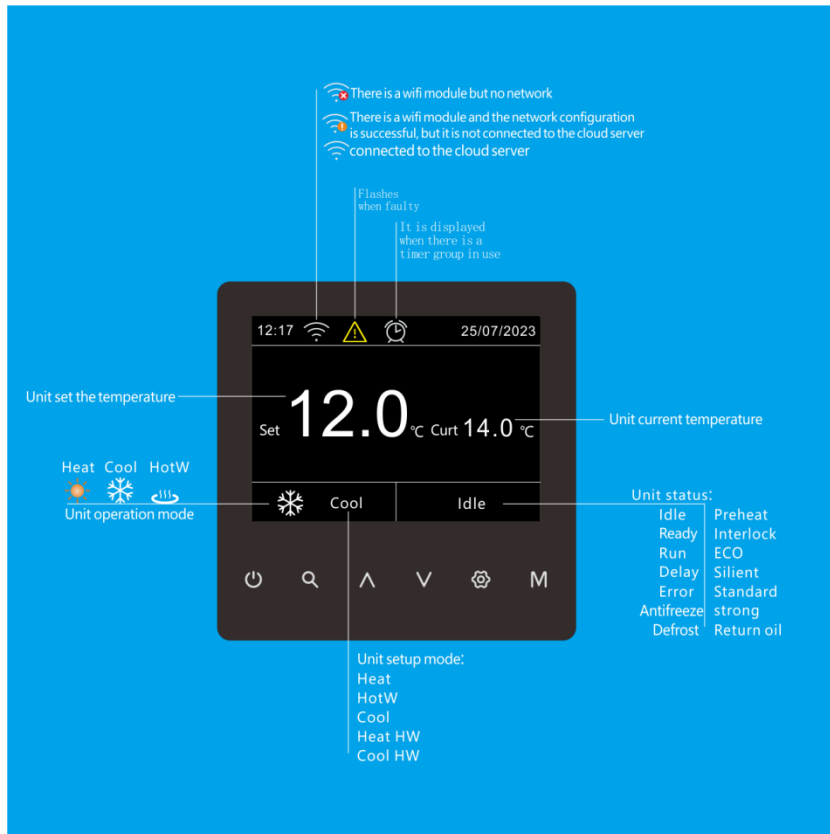 There is a wifi module but no network
There is a wifi module and the network configuration
is successful, but it is not connected to the cloud server
connected to the cloud server
Flashes
when faulty
It is displayed
when there is a
timer group in use
12:17
25/07/2023
Unit set the temperature
Set 12.0 ℃ Curt 14.0 ℃
Unit current temperature
Heat Cool HotW
Unit operation mode
Cool
Idle
Unit status:
Idle Preheat
Ready Interlock
Run ECO
Delay Silient
Error Standard
Antifreeze strong
Defrost Return oil
M
Unit setup mode:
Heat
HotW
Cool
Heat HW
Cool HW